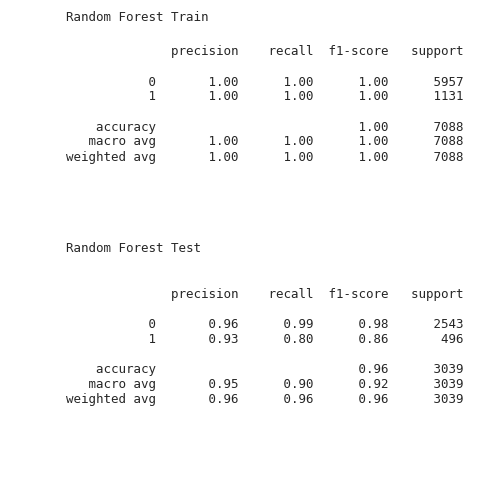 Random Forest Train
precision recall f1-score support
0 1.00 1.00 1.00 5957
1 1.00 1.00 1.00 1131
accuracy 1.00 7088
macro avg 1.00 1.00 1.00 7088
weighted avg 1.00 1.00 1.00 7088
Random Forest Test
precision recall f1-score support
0 0.96 0.99 0.98 2543
1 0.93 0.80 0.86 496
accuracy 0.96 3039
macro avg 0.95 0.90 0.92 3039
weighted avg 0.96 0.96 0.96 3039